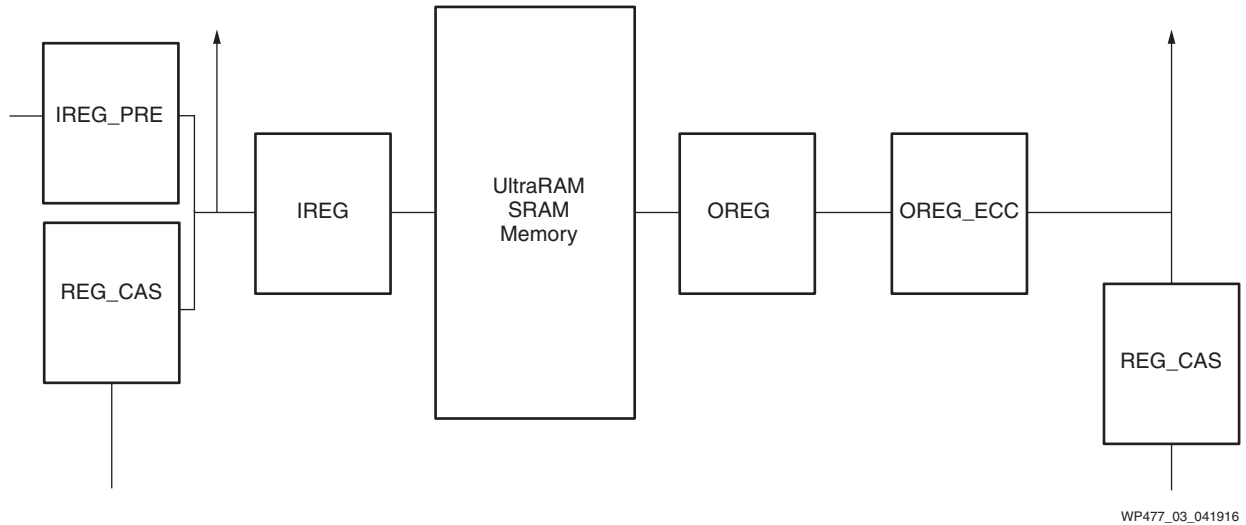 IREG_PRE
REG_CAS
IREG
UltraRAM
SRAM
Memory
OREG
OREG_ECC
REG_CAS
WP477_03_041916